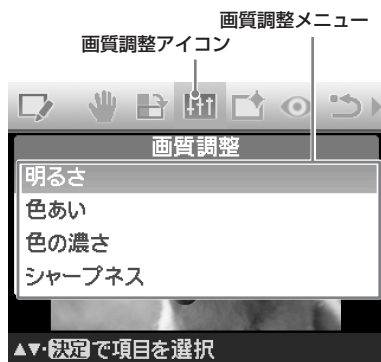 画質調整メニュー
画質調整アイコン
画質調整
明るさ
色あい
色の濃さ
シャープネス
▲▼・決定で項目を選択